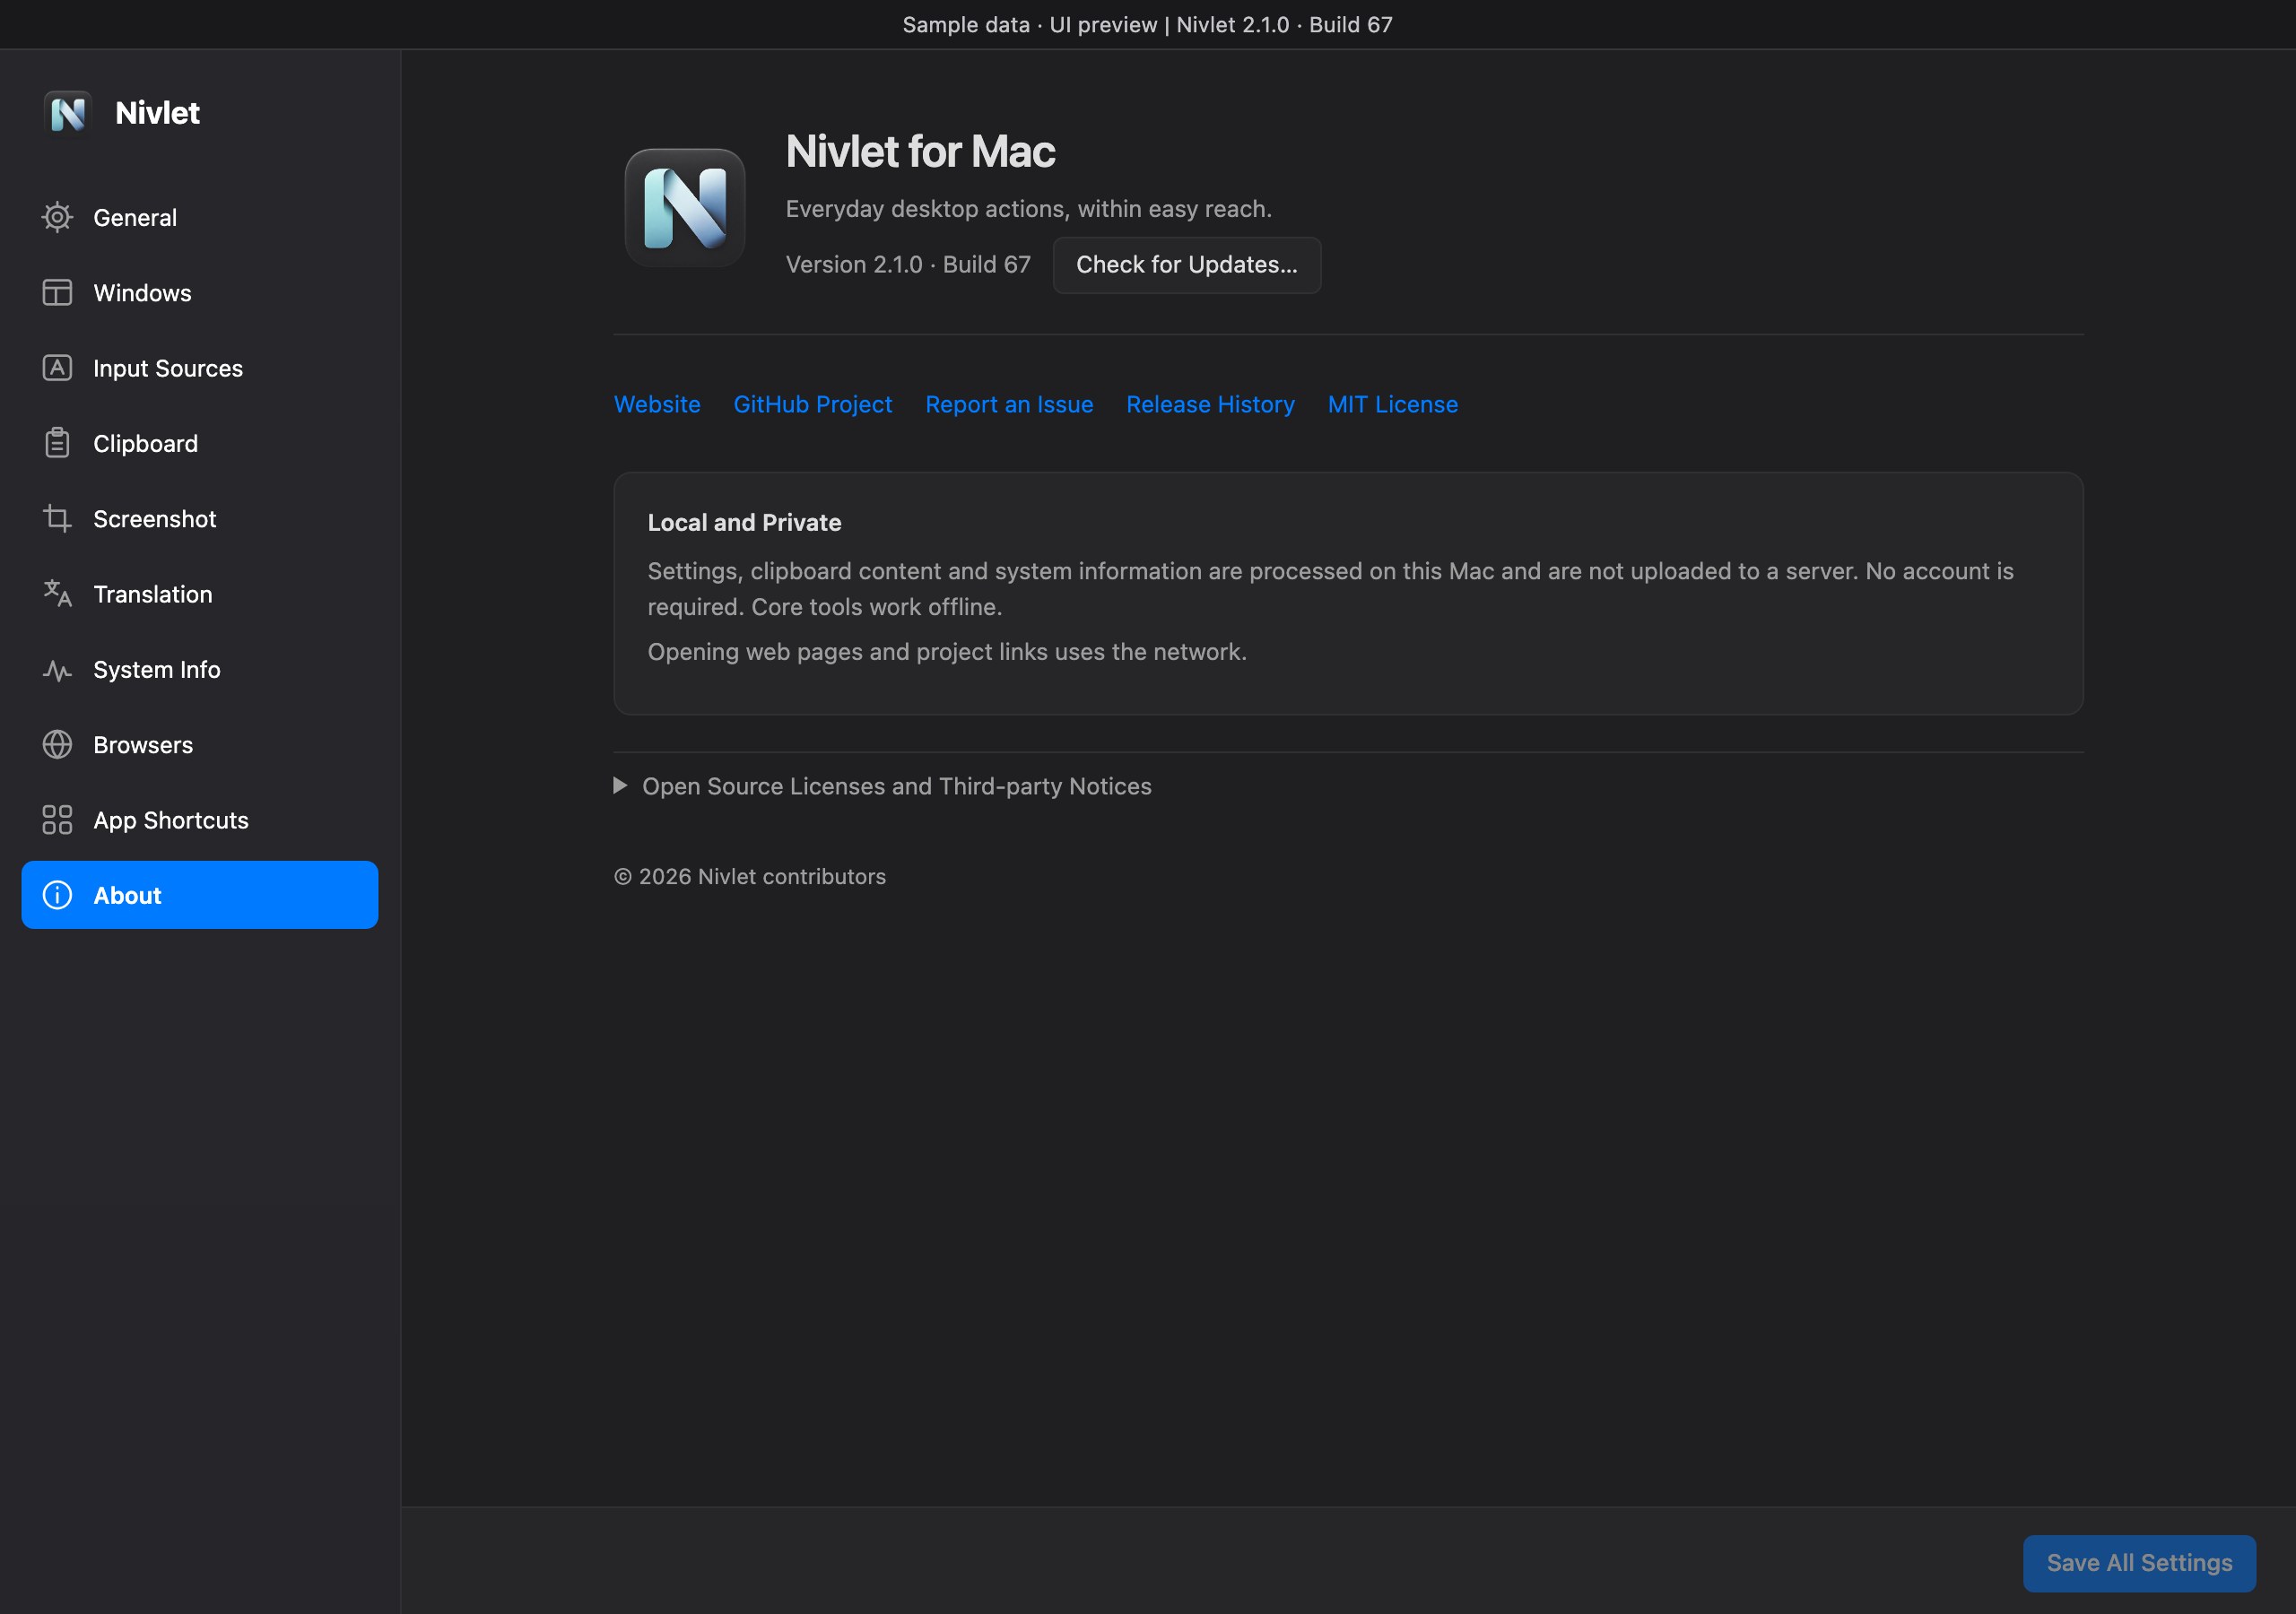 Sample data · UI preview | Nivlet 2.1.0 · Build 67
Nivlet
General
Windows
Input Sources
Clipboard
Screenshot
Translation
System Info
Browsers
App Shortcuts
About
Nivlet for Mac
Everyday desktop actions, within easy reach.
Version 2.1.0 · Build 67
Check for Updates...
Website GitHub Project Report an Issue Release History MIT License
Local and Private
Settings, clipboard content and system information are processed on this Mac and are not uploaded to a server. No account is
required. Core tools work offline.
Opening web pages and project links uses the network.
Open Source Licenses and Third-party Notices
© 2026 Nivlet contributors
Save All Settings